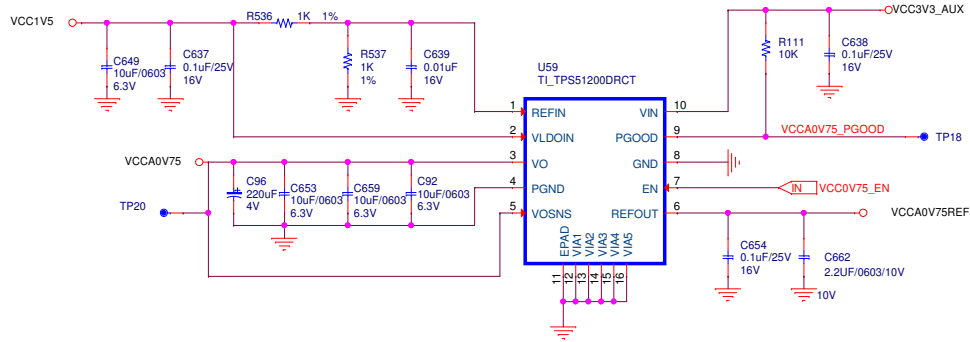 VCC1V5
R536 1K 1%
C649
10uF/0603
6.3V
C637
0.1uF/25V
16V
R537
1K
1%
C639
0.01uF
16V
U59
TI_TPS51200DRCT
VCC3V3_AUX
R111
10K
C638
0.1uF/25V
16V
1 REFIN
2 VLDOIN
3 VO
4 PGND
5 VOSNS
VIN 10
PGOOD 9
GND 8
EN 7
REFOUT 6
EPAD
VIA1
VIA2
VIA3
VIA4
VIA5
11
12
13
14
15
16
VCCA0V75_PGOOD
TP18
IN VCC0V75_EN
VCCA0V75REF
VCCA0V75
TP20
C96
220uF
4V
C653
10uF/0603
6.3V
C659
10uF/0603
6.3V
C92
10uF/0603
6.3V
C654
0.1uF/25V
16V
C662
2.2UF/0603/10V
10V